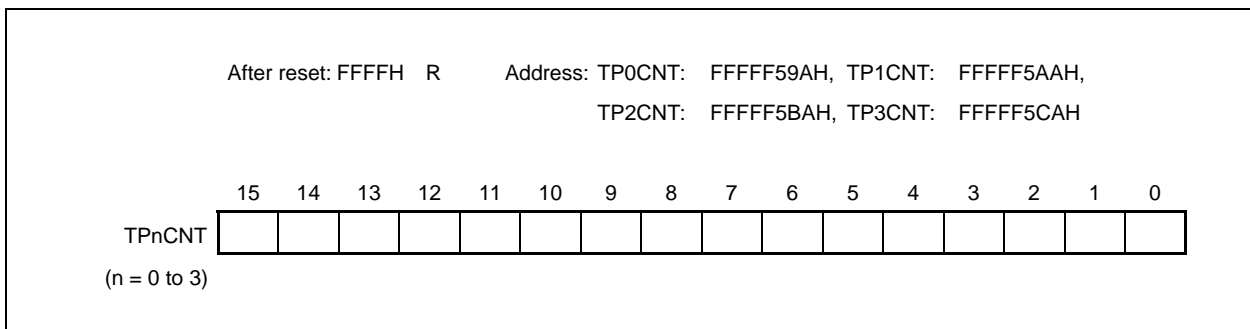 After reset: FFFFH R Address: TP0CNT: FFFFF59AH, TP1CNT: FFFFF5AAH,
TP2CNT: FFFFF5BAH, TP3CNT: FFFFF5CAH
15 14 13 12 11 10 9 8 7 6 5 4 3 2 1 0
TPnCNT
(n = 0 to 3)